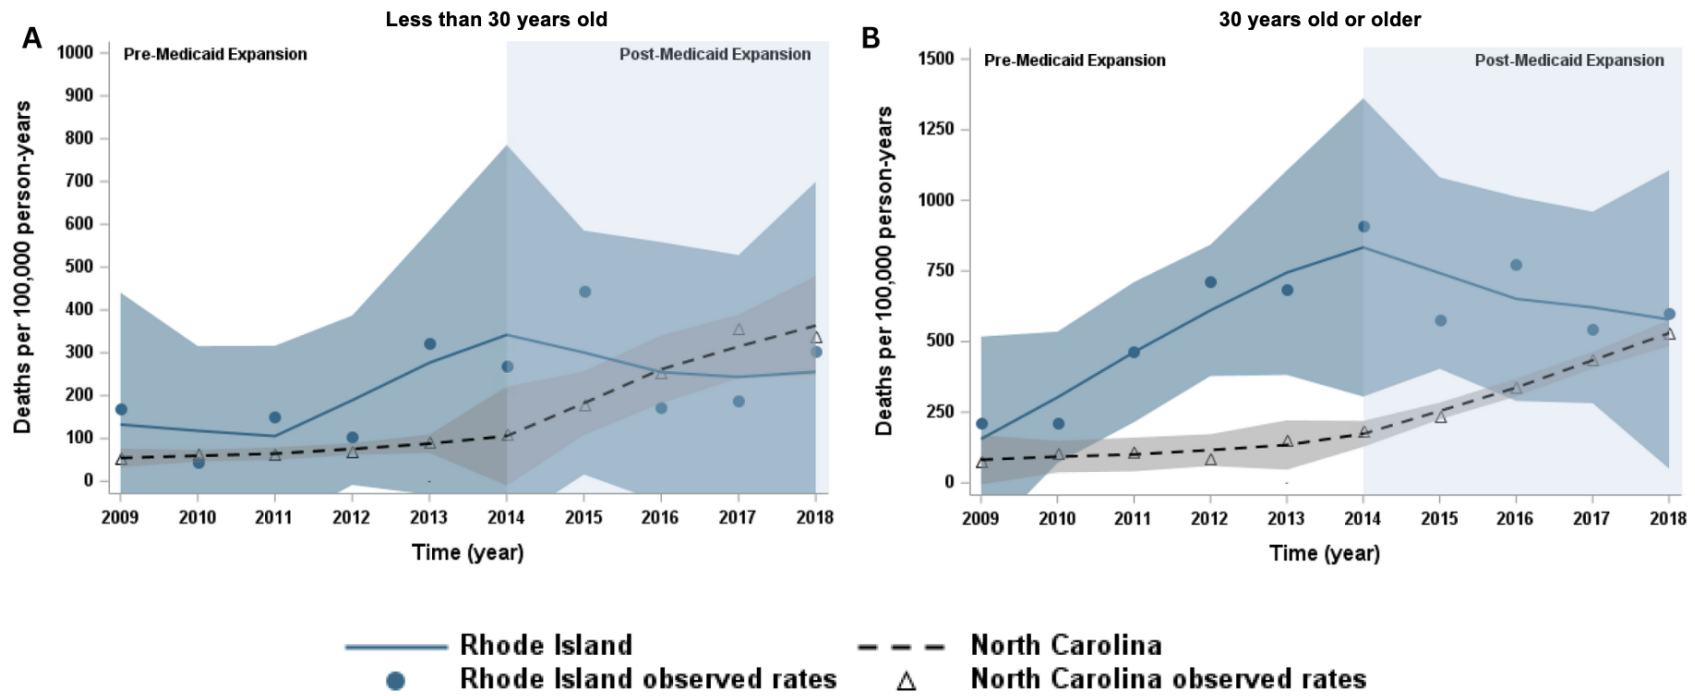 Less than 30 years old
A
Pre-Medicaid Expansion
Post-Medicaid Expansion
Deaths per 100,000 person-years
1000
900
800
700
600
500
400
300
200
100
0
2009 2010 2011 2012 2013 2014 2015 2016 2017 2018
Time (year)
30 years old or older
B
Pre-Medicaid Expansion
Post-Medicaid Expansion
Deaths per 100,000 person-years
1500
1250
1000
750
500
250
0
2009 2010 2011 2012 2013 2014 2015 2016 2017 2018
Time (year)
Rhode Island
North Carolina
Rhode Island observed rates
North Carolina observed rates